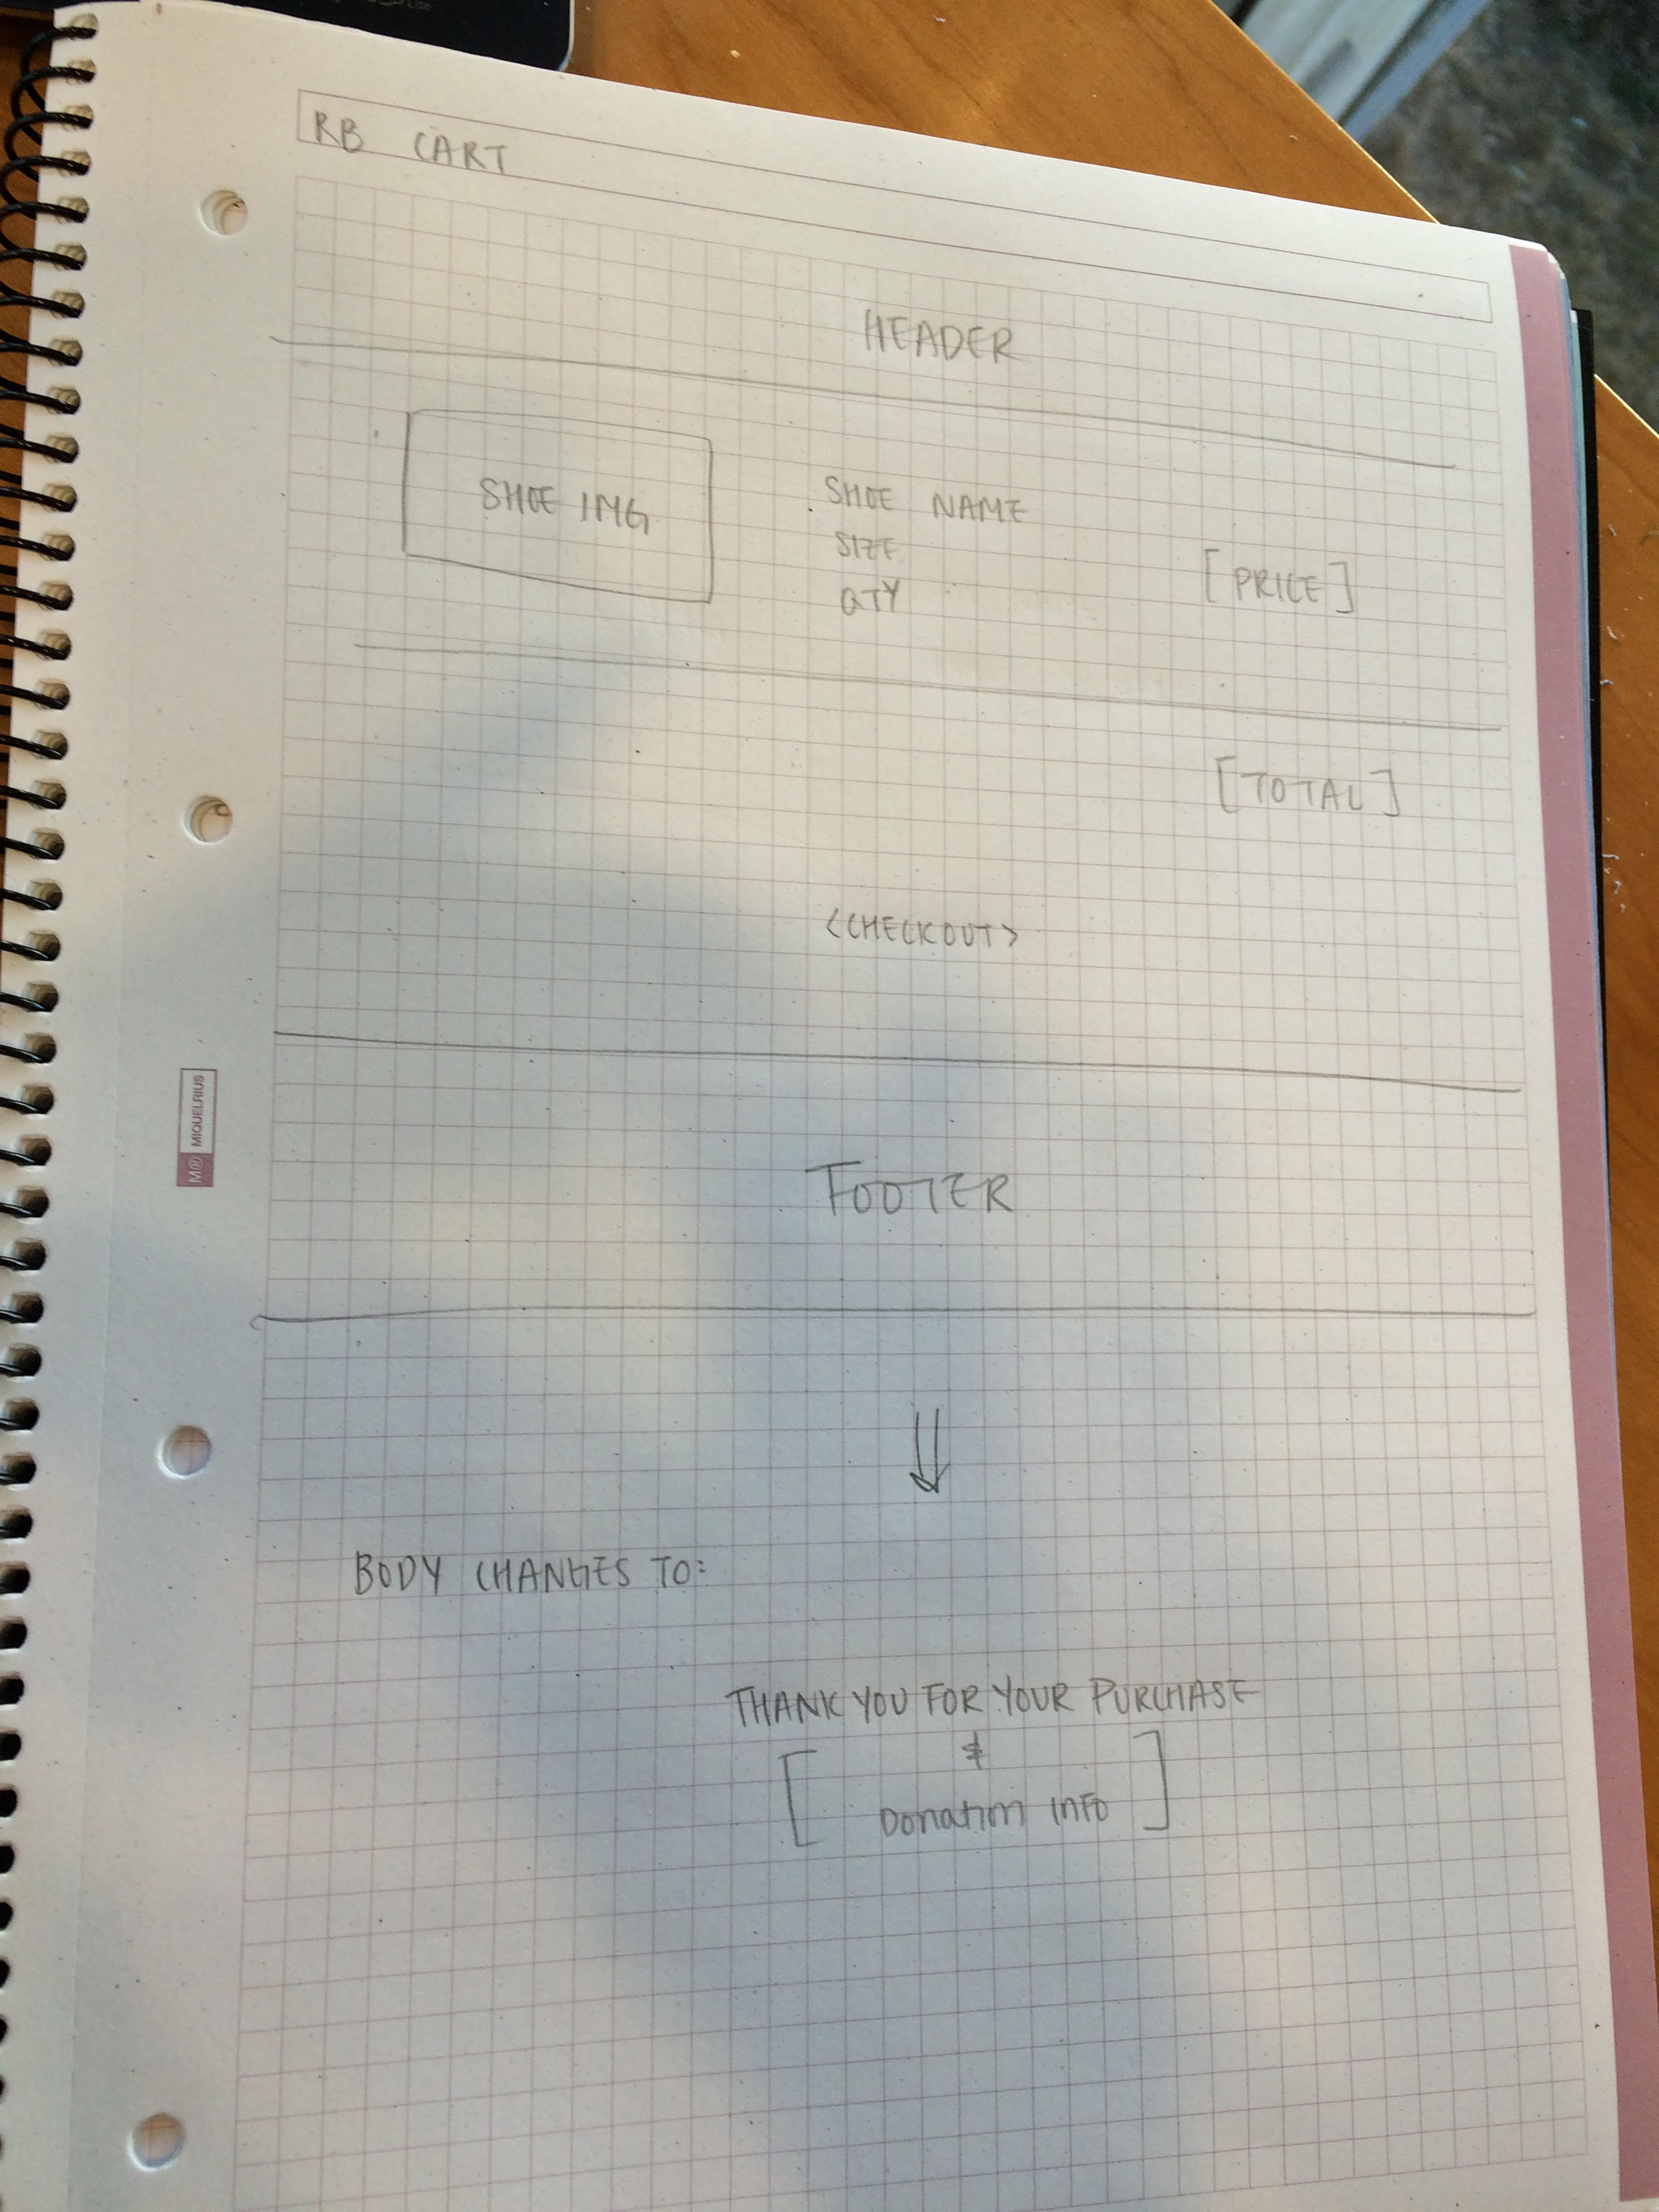 RB CART
HEADER
SHOE IMG
SHOE NAME
SIZE
QTY
[PRICE]
[TOTAL]
<CHECKOUT>
FOOTER
BODY CHANGES TO:
THANK YOU FOR YOUR PURCHASE
&
[Donation INFO]
M® MIQUELRIUS
Lite